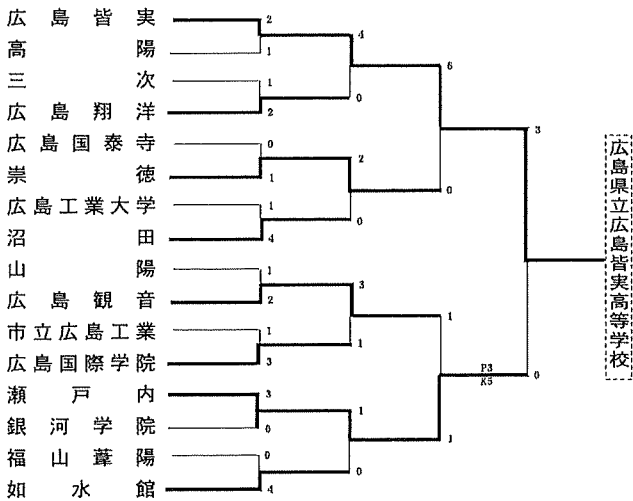 広島皆実 2
高陽 1
4
三次 1
広島翔洋 2
0
6
広島国泰寺 0
崇徳 1
2
広島工業大学 1
沼田 4
0
0
3
山陽 1
広島観音 2
3
市立広島工業 1
広島国際学院 3
1
1
瀬戸内 3
銀河学院 0
1
福山葦陽 0
如水館 4
0
1
P3
K5
0
広島県立広島皆実高等学校